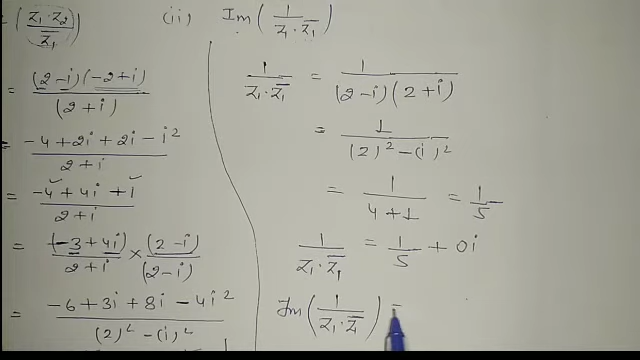 (z₁·z₂ / z̄₁)
= (2-i)(-2+i) / (2+i)
= -4+2i+2i-i² / 2+i
= -4+4i+1 / 2+i
= (-3+4i) / 2+i × (2-i) / (2-i)
= -6+3i+8i-4i² / (2)²-(i)²
(ii) Im(1 / z₁·z̄₁)
1 / z₁·z̄₁ = 1 / (2-i)(2+i)
= 1 / (2)²-(i)²
= 1 / 4+1 = 1/5
1 / z₁·z̄₁ = 1/5 + 0i
Im(1 / z₁·z̄₁) =